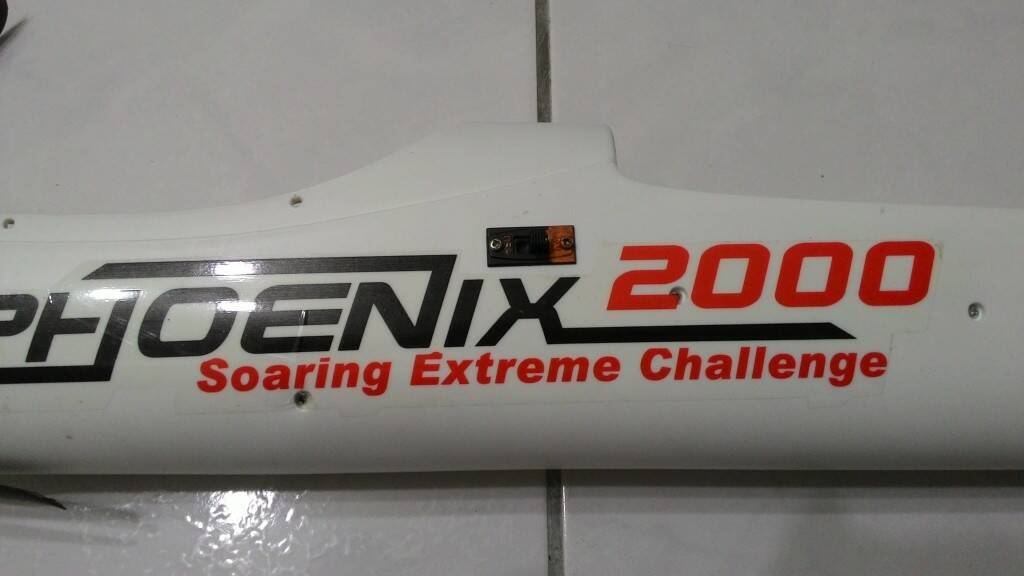 PHOENIX 2000
Soaring Extreme Challenge